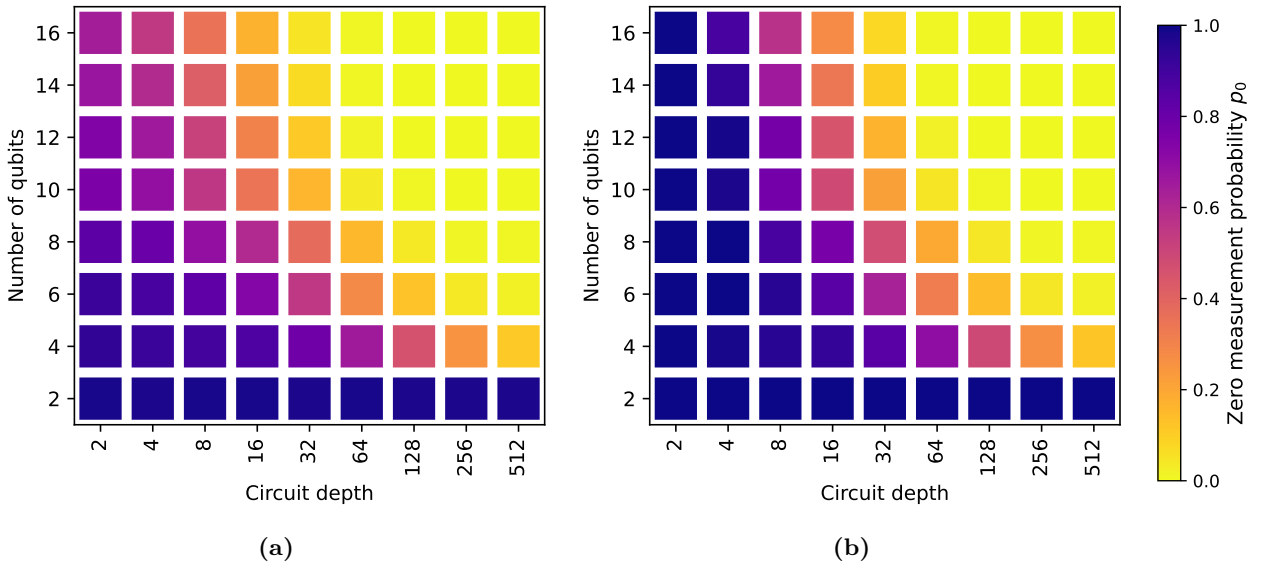 16
14
12
10
8
6
4
2
Number of qubits
2 4 8 16 32 64 128 256 512
Circuit depth
(a)
16
14
12
10
8
6
4
2
Number of qubits
2 4 8 16 32 64 128 256 512
Circuit depth
(b)
1.0
0.8
0.6
0.4
0.2
0.0
Zero measurement probability p₀